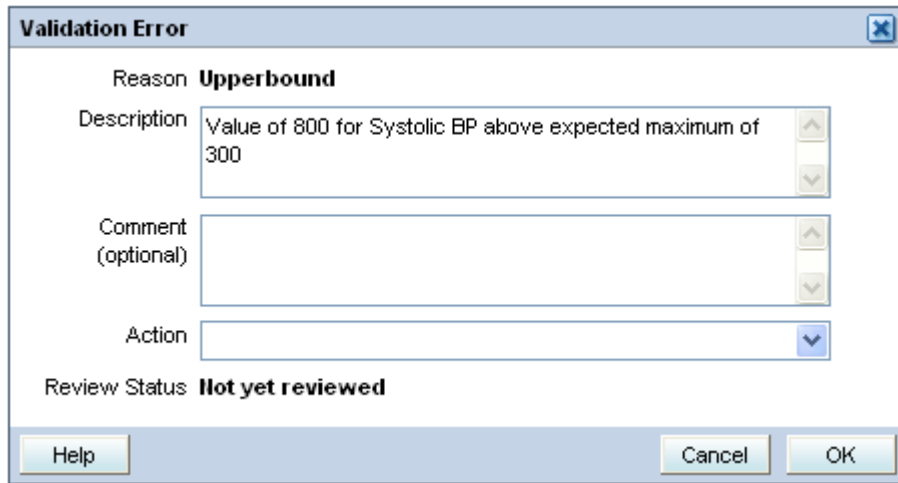 Validation Error
Reason Upperbound
Description Value of 800 for Systolic BP above expected maximum of
300
Comment
(optional)
Action
Review Status Not yet reviewed
Help Cancel OK